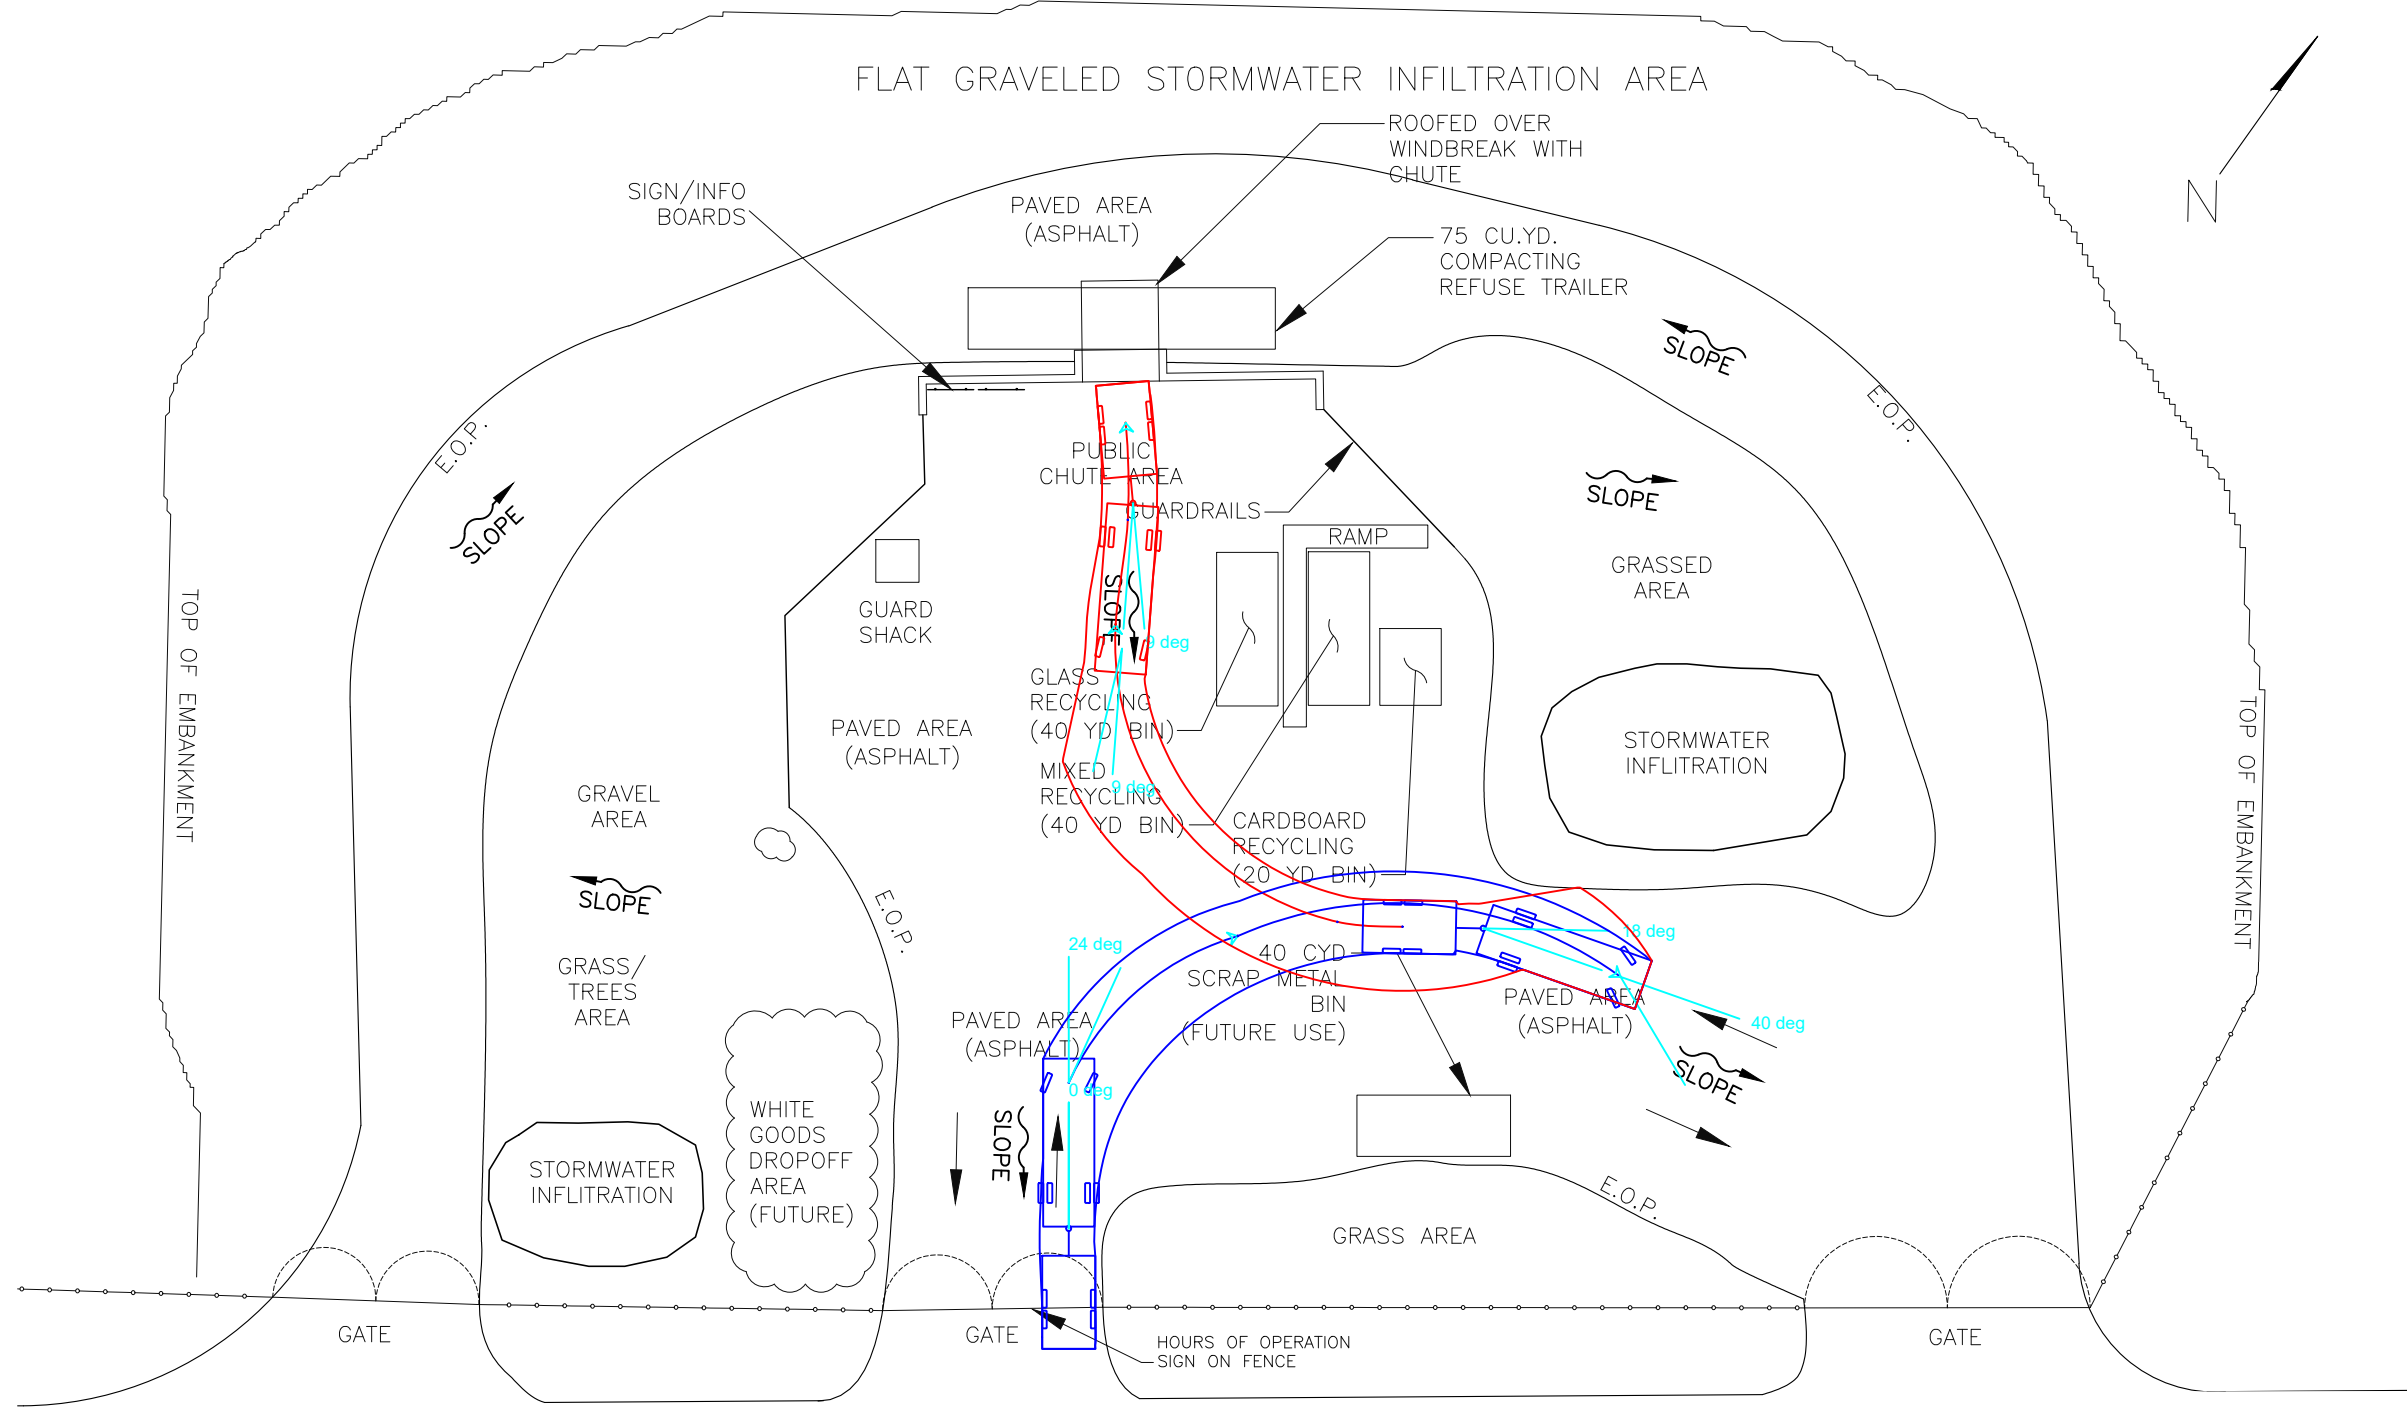 FLAT GRAVELED STORMWATER INFILTRATION AREA
ROOFED OVER
WINDBREAK WITH
CHUTE
SIGN/INFO
BOARDS
PAVED AREA
(ASPHALT)
N
75 CU.YD.
COMPACTING
REFUSE TRAILER
SLOPE
E.O.P.
E.O.P.
SLOPE
PUBLIC
CHUTE AREA
GUARDRAILS
SLOPE
RAMP
GRASSED
AREA
GUARD
SHACK
SLOPE
9 deg
TOP OF EMBANKMENT
TOP OF EMBANKMENT
GLASS
RECYCLING
(40 YD BIN)
PAVED AREA
(ASPHALT)
STORMWATER
INFLITRATION
MIXED
RECYCLING
(40 YD BIN)
9 deg
GRAVEL
AREA
CARDBOARD
RECYCLING
(20 YD BIN)
SLOPE
E.O.P.
24 deg
18 deg
40 CYD
SCRAP METAL
BIN
(FUTURE USE)
GRASS/
TREES
AREA
PAVED AREA
(ASPHALT)
PAVED AREA
(ASPHALT)
40 deg
SLOPE
0 deg
SLOPE
WHITE
GOODS
DROPOFF
AREA
(FUTURE)
STORMWATER
INFLITRATION
E.O.P.
GRASS AREA
GATE
GATE
HOURS OF OPERATION
SIGN ON FENCE
GATE